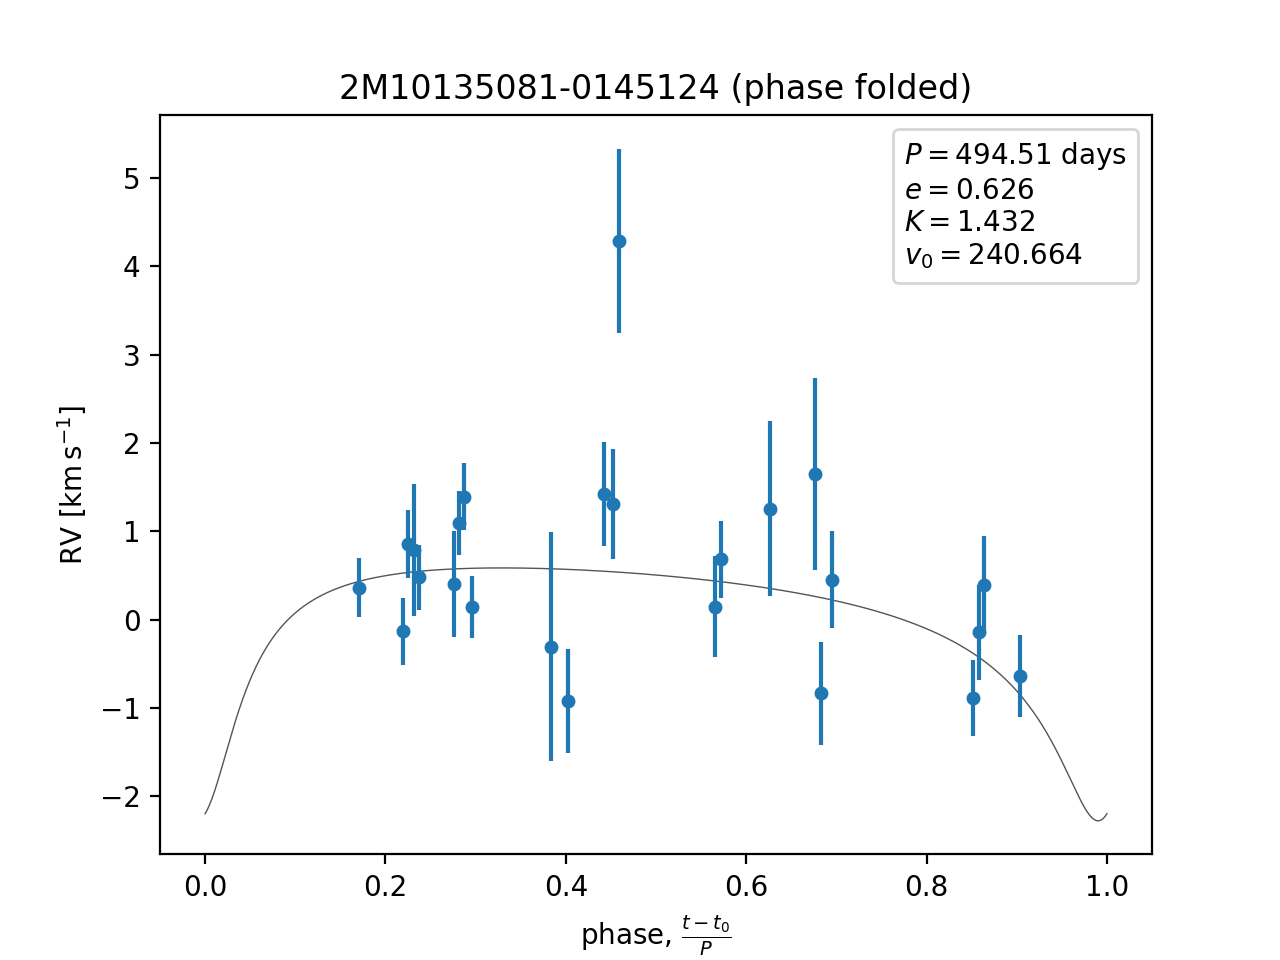 2M10135081-0145124 (phase folded)
P = 494.51 days
e = 0.626
K = 1.432
v₀ = 240.664
5
4
3
2
1
0
−1
−2
RV [km s⁻¹]
0.0 0.2 0.4 0.6 0.8 1.0
phase, (t − t₀)/P